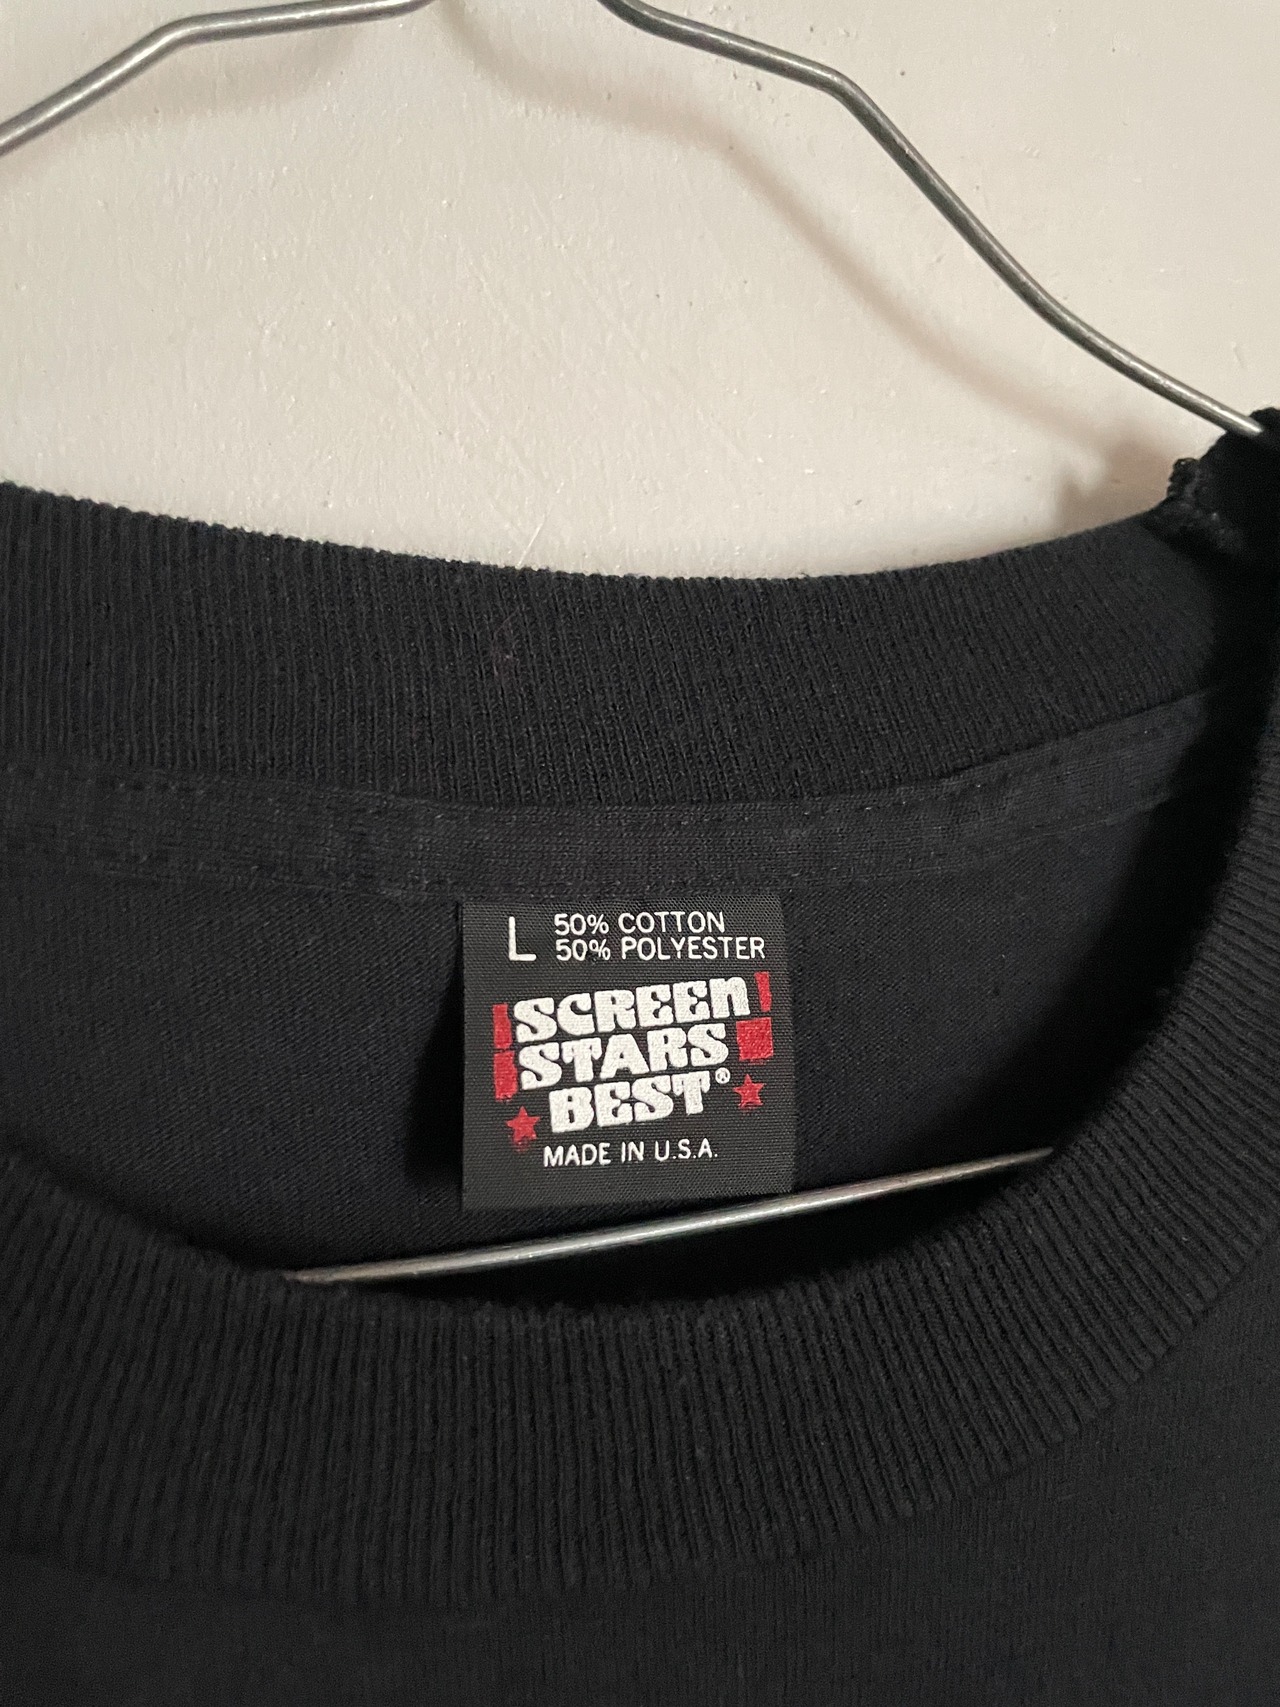 L 50% COTTON
50% POLYESTER
SCREEN
STARS
BEST®
MADE IN U.S.A.